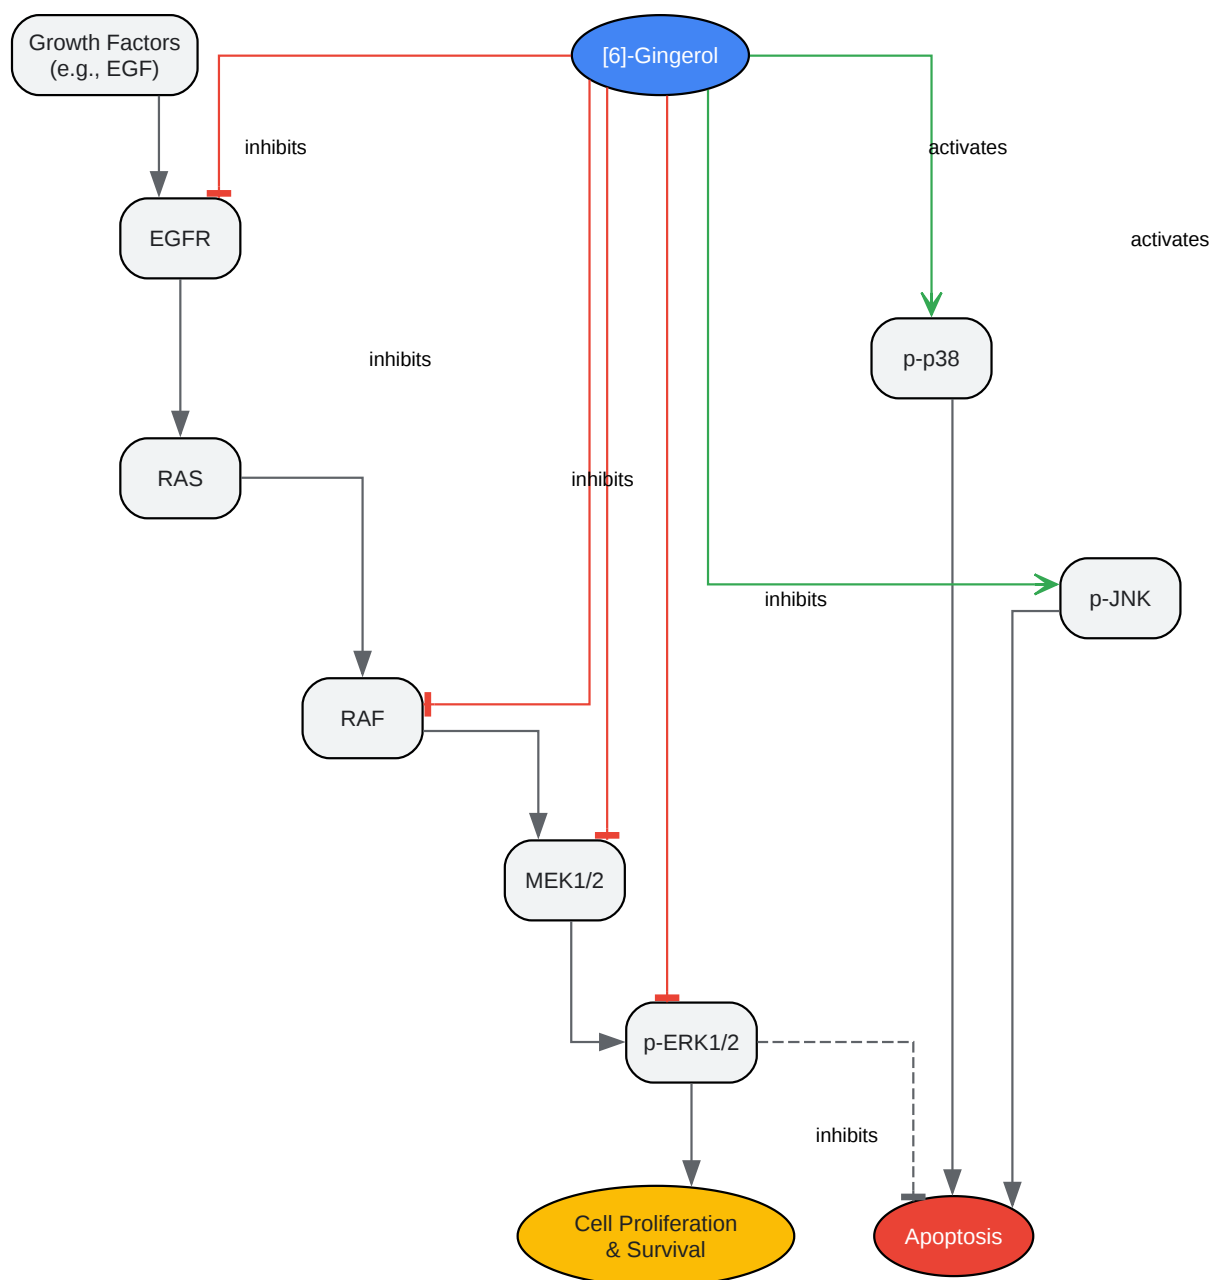 Growth Factors
(e.g., EGF)
[6]-Gingerol
inhibits
activates
EGFR
activates
p-p38
inhibits
RAS
inhibits
p-JNK
inhibits
RAF
MEK1/2
p-ERK1/2
inhibits
Cell Proliferation
& Survival
Apoptosis